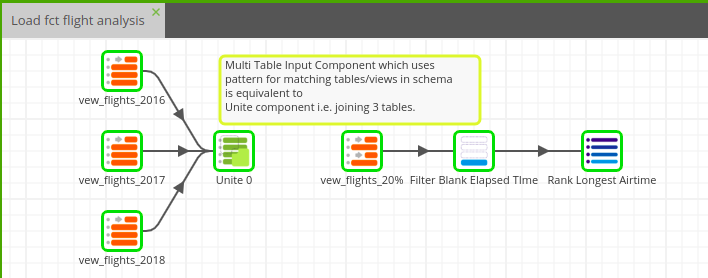 Load fct flight analysis
Multi Table Input Component which uses
pattern for matching tables/views in schema
is equivalent to
Unite component i.e. joining 3 tables.
vew_flights_2016
vew_flights_2017
Unite 0
vew_flights_20%
Filter Blank Elapsed TIme
Rank Longest Airtime
vew_flights_2018